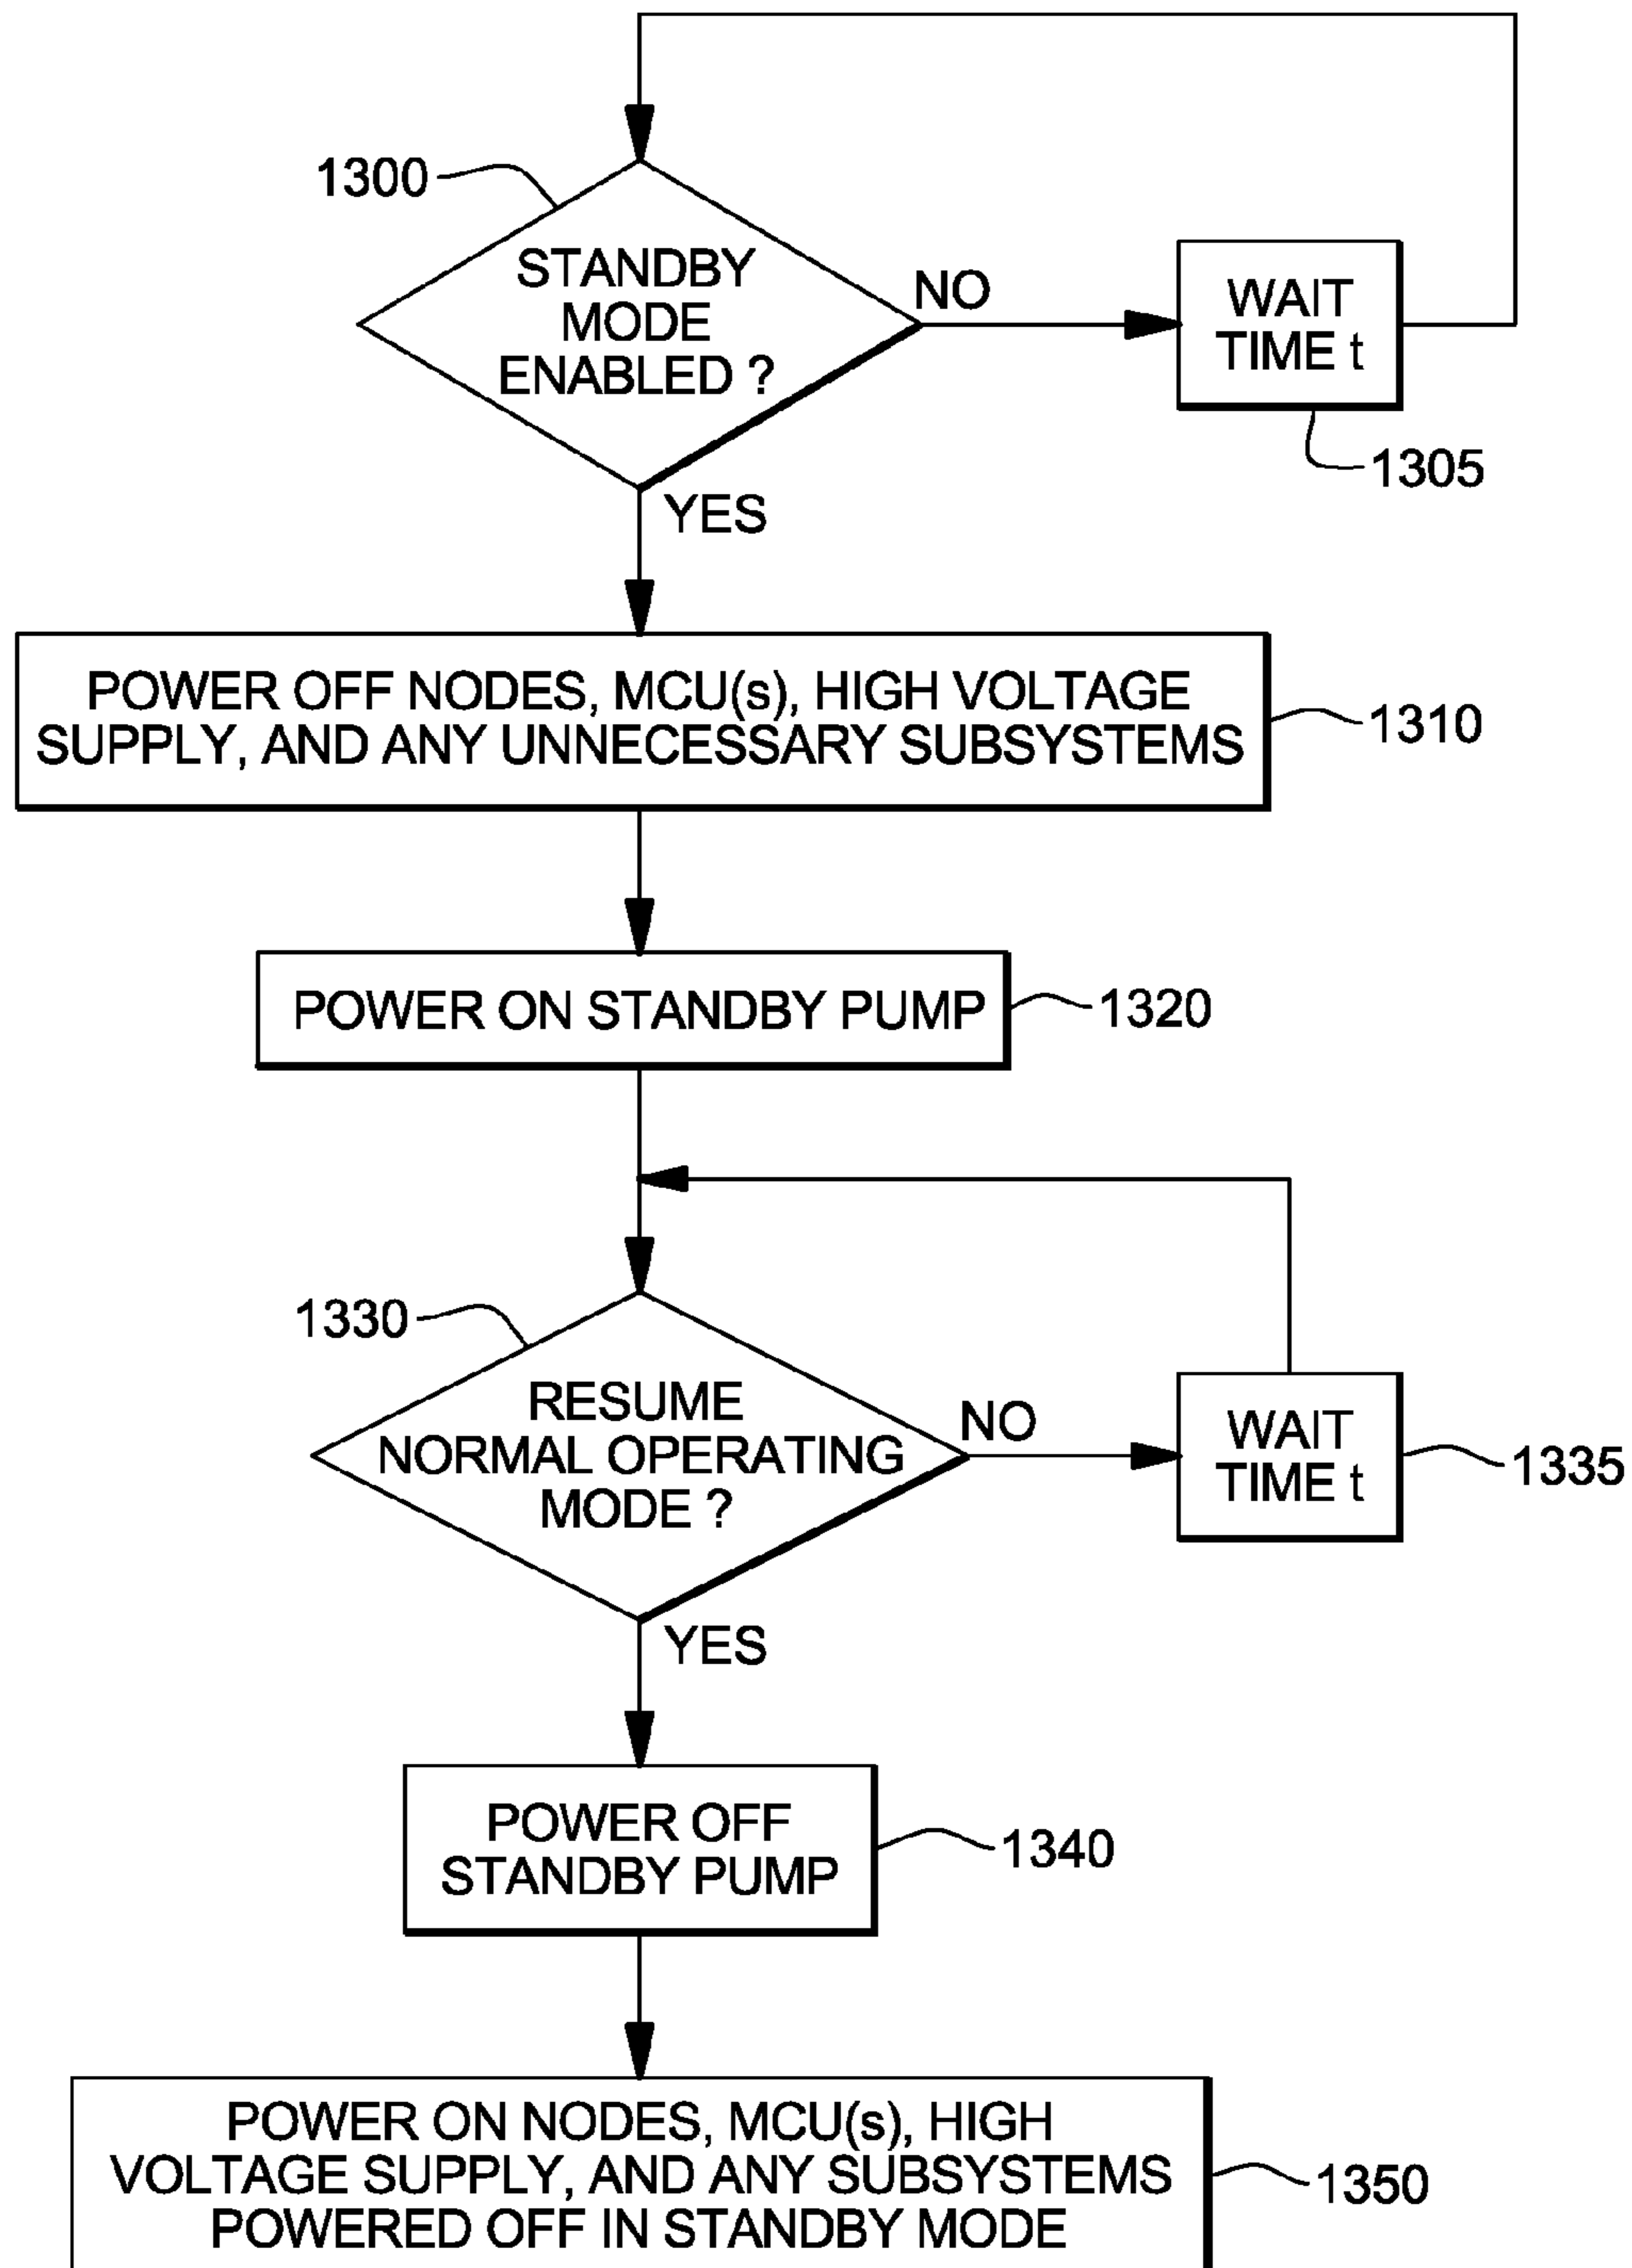 1300
STANDBY
MODE
ENABLED ?
NO
WAIT
TIME t
1305
YES
POWER OFF NODES, MCU(s), HIGH VOLTAGE
SUPPLY, AND ANY UNNECESSARY SUBSYSTEMS
1310
POWER ON STANDBY PUMP
1320
1330
RESUME
NORMAL OPERATING
MODE ?
NO
WAIT
TIME t
1335
YES
POWER OFF
STANDBY PUMP
1340
POWER ON NODES, MCU(s), HIGH
VOLTAGE SUPPLY, AND ANY SUBSYSTEMS
POWERED OFF IN STANDBY MODE
1350